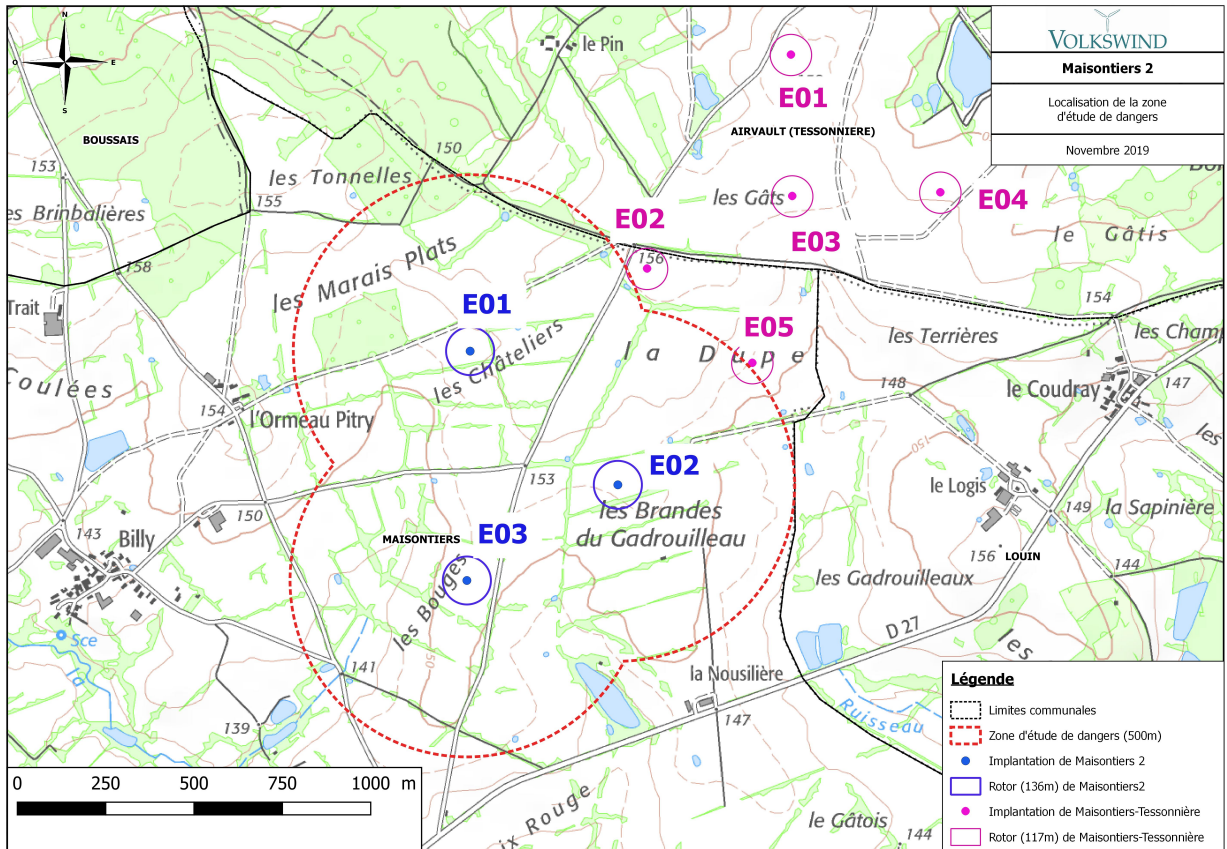 VOLKSWIND
Maisontiers 2
Localisation de la zone
d'étude de dangers
Novembre 2019
N
O
E
S
le Pin
E01
AIRVAULT (TESSONNIERE)
BOUSSAIS
150
153
les Tonnelles
les Gâts
E04
155
es Brinbalières
E02
E03
le Gâtis
156
158
les Marais Plats
Trait
E01
154
les Châteliers
E05
la Dupe
les Terrières
les Champ
Coulées
le Coudray
147
148
154
l'Ormeau Pitry
les
150
E02
153
le Logis
150
les Brandes
du Gadrouilleau
la Sapinière
149
143
Billy
MAISONTIERS
E03
156
LOUIN
144
les Gadrouilleaux
les Bouges
50
Sce
la
D 27
les
141
la Nousilière
139
147
Ruisseau
ix Rouge
le Gâtois
144
0
250
500
750
1000 m
Légende
Limites communales
Zone d'étude de dangers (500m)
Implantation de Maisontiers 2
Rotor (136m) de Maisontiers2
Implantation de Maisontiers-Tessonnière
Rotor (117m) de Maisontiers-Tessonnière